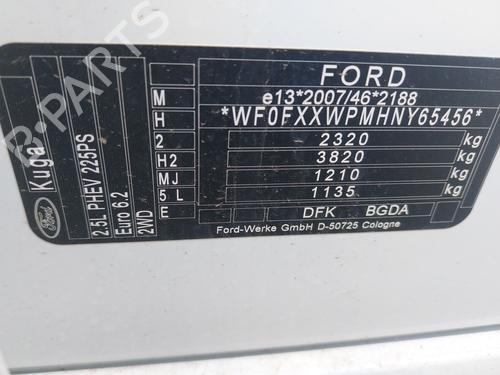 FORD
M e13*2007/46*2188
H *WF0FXXWPMHNY65456*
2 2320 kg
H2 3820 kg
MJ 1210 kg
5 L 1135 kg
E DFK BGDA
Ford-Werke GmbH D-50725 Cologne
Ford
Kuga
2.5L PHEV 225PS
Euro 6.2
2WD